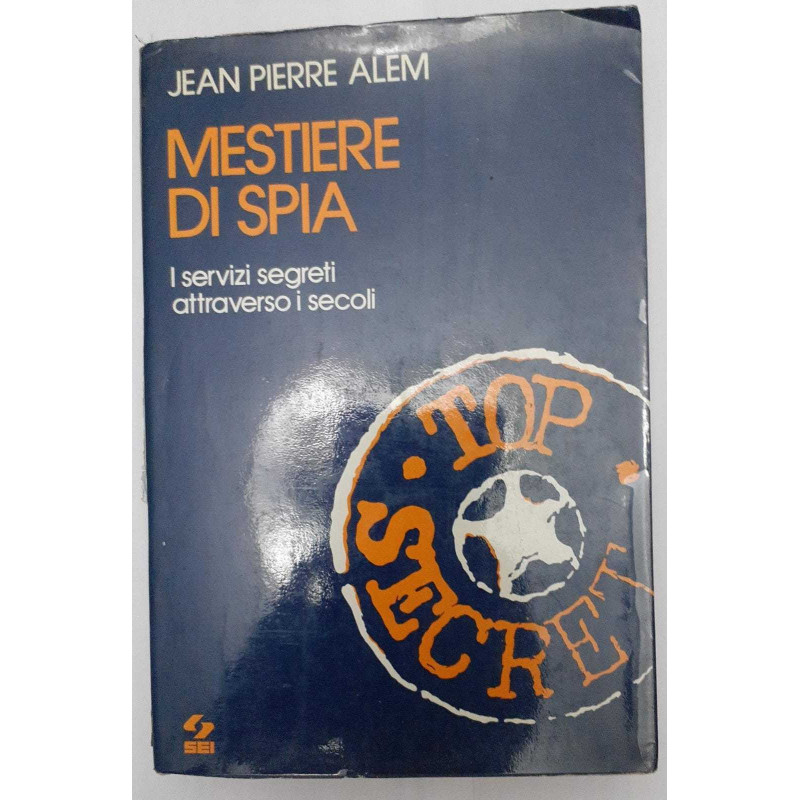 JEAN PIERRE ALEM
MESTIERE
DI SPIA
I servizi segreti
attraverso i secoli
· TOP ·
SECRET
SEI